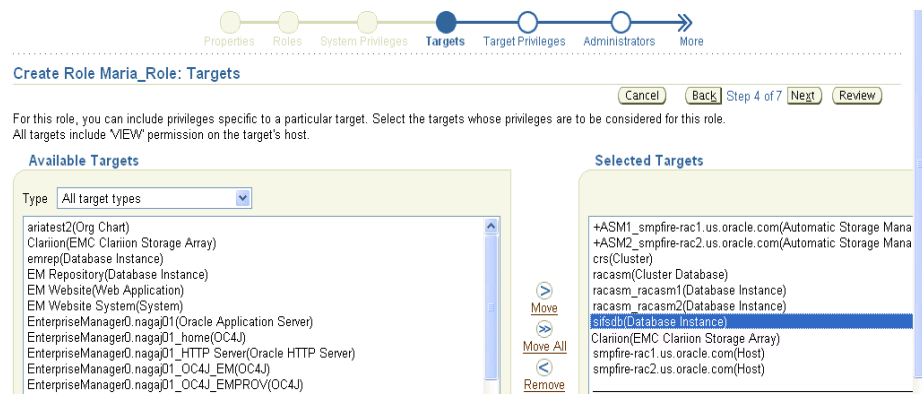 Properties Roles System Privileges Targets Target Privileges Administrators More
Create Role Maria_Role: Targets
Cancel Back Step 4 of 7 Next Review
For this role, you can include privileges specific to a particular target. Select the targets whose privileges are to be considered for this role.
All targets include 'VIEW' permission on the target's host.
Available Targets
Type All target types
ariatest2(Org Chart)
Clariion(EMC Clariion Storage Array)
emrep(Database Instance)
EM Repository(Database Instance)
EM Website(Web Application)
EM Website System(System)
EnterpriseManager0.nagaj01(Oracle Application Server)
EnterpriseManager0.nagaj01_home(OC4J)
EnterpriseManager0.nagaj01_HTTP Server(Oracle HTTP Server)
EnterpriseManager0.nagaj01_OC4J_EM(OC4J)
EnterpriseManager0.nagaj01_OC4J_EMPROV(OC4J)
Move
Move All
Remove
Selected Targets
+ASM1_smpfire-rac1.us.oracle.com(Automatic Storage Mana
+ASM2_smpfire-rac2.us.oracle.com(Automatic Storage Mana
crs(Cluster)
racasm(Cluster Database)
racasm_racasm1(Database Instance)
racasm_racasm2(Database Instance)
sifsdb(Database Instance)
Clariion(EMC Clariion Storage Array)
smpfire-rac1.us.oracle.com(Host)
smpfire-rac2.us.oracle.com(Host)